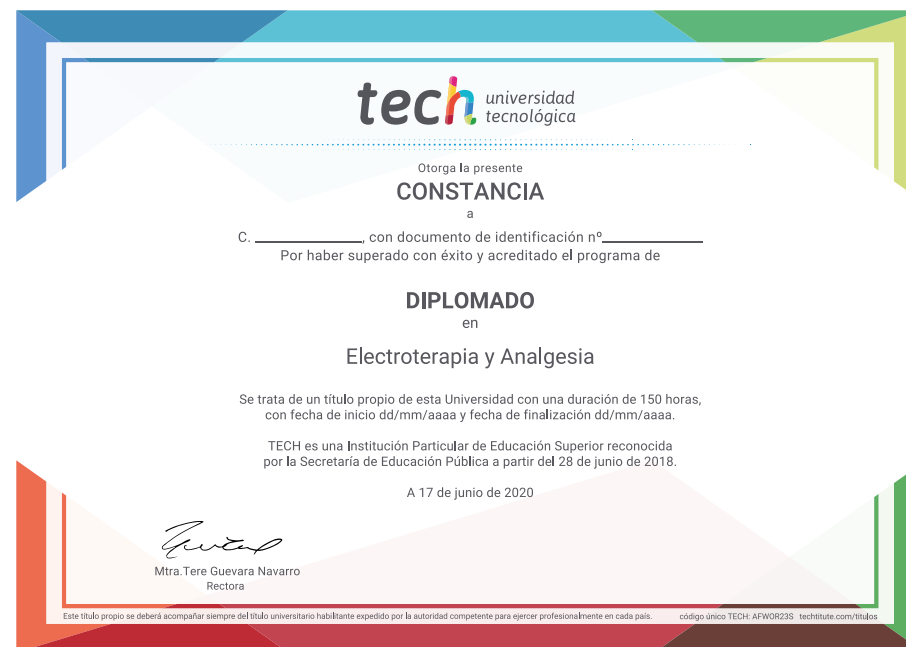 tech universidad
tecnológica
Otorga la presente
CONSTANCIA
a
C. ______________, con documento de identificación nº_____________
Por haber superado con éxito y acreditado el programa de
DIPLOMADO
en
Electroterapia y Analgesia
Se trata de un título propio de esta Universidad con una duración de 150 horas,
con fecha de inicio dd/mm/aaaa y fecha de finalización dd/mm/aaaa.
TECH es una Institución Particular de Educación Superior reconocida
por la Secretaría de Educación Pública a partir del 28 de junio de 2018.
A 17 de junio de 2020
Mtra.Tere Guevara Navarro
Rectora
Este título propio se deberá acompañar siempre del título universitario habilitante expedido por la autoridad competente para ejercer profesionalmente en cada país. código único TECH: AFWOR23S techtitute.com/titulos